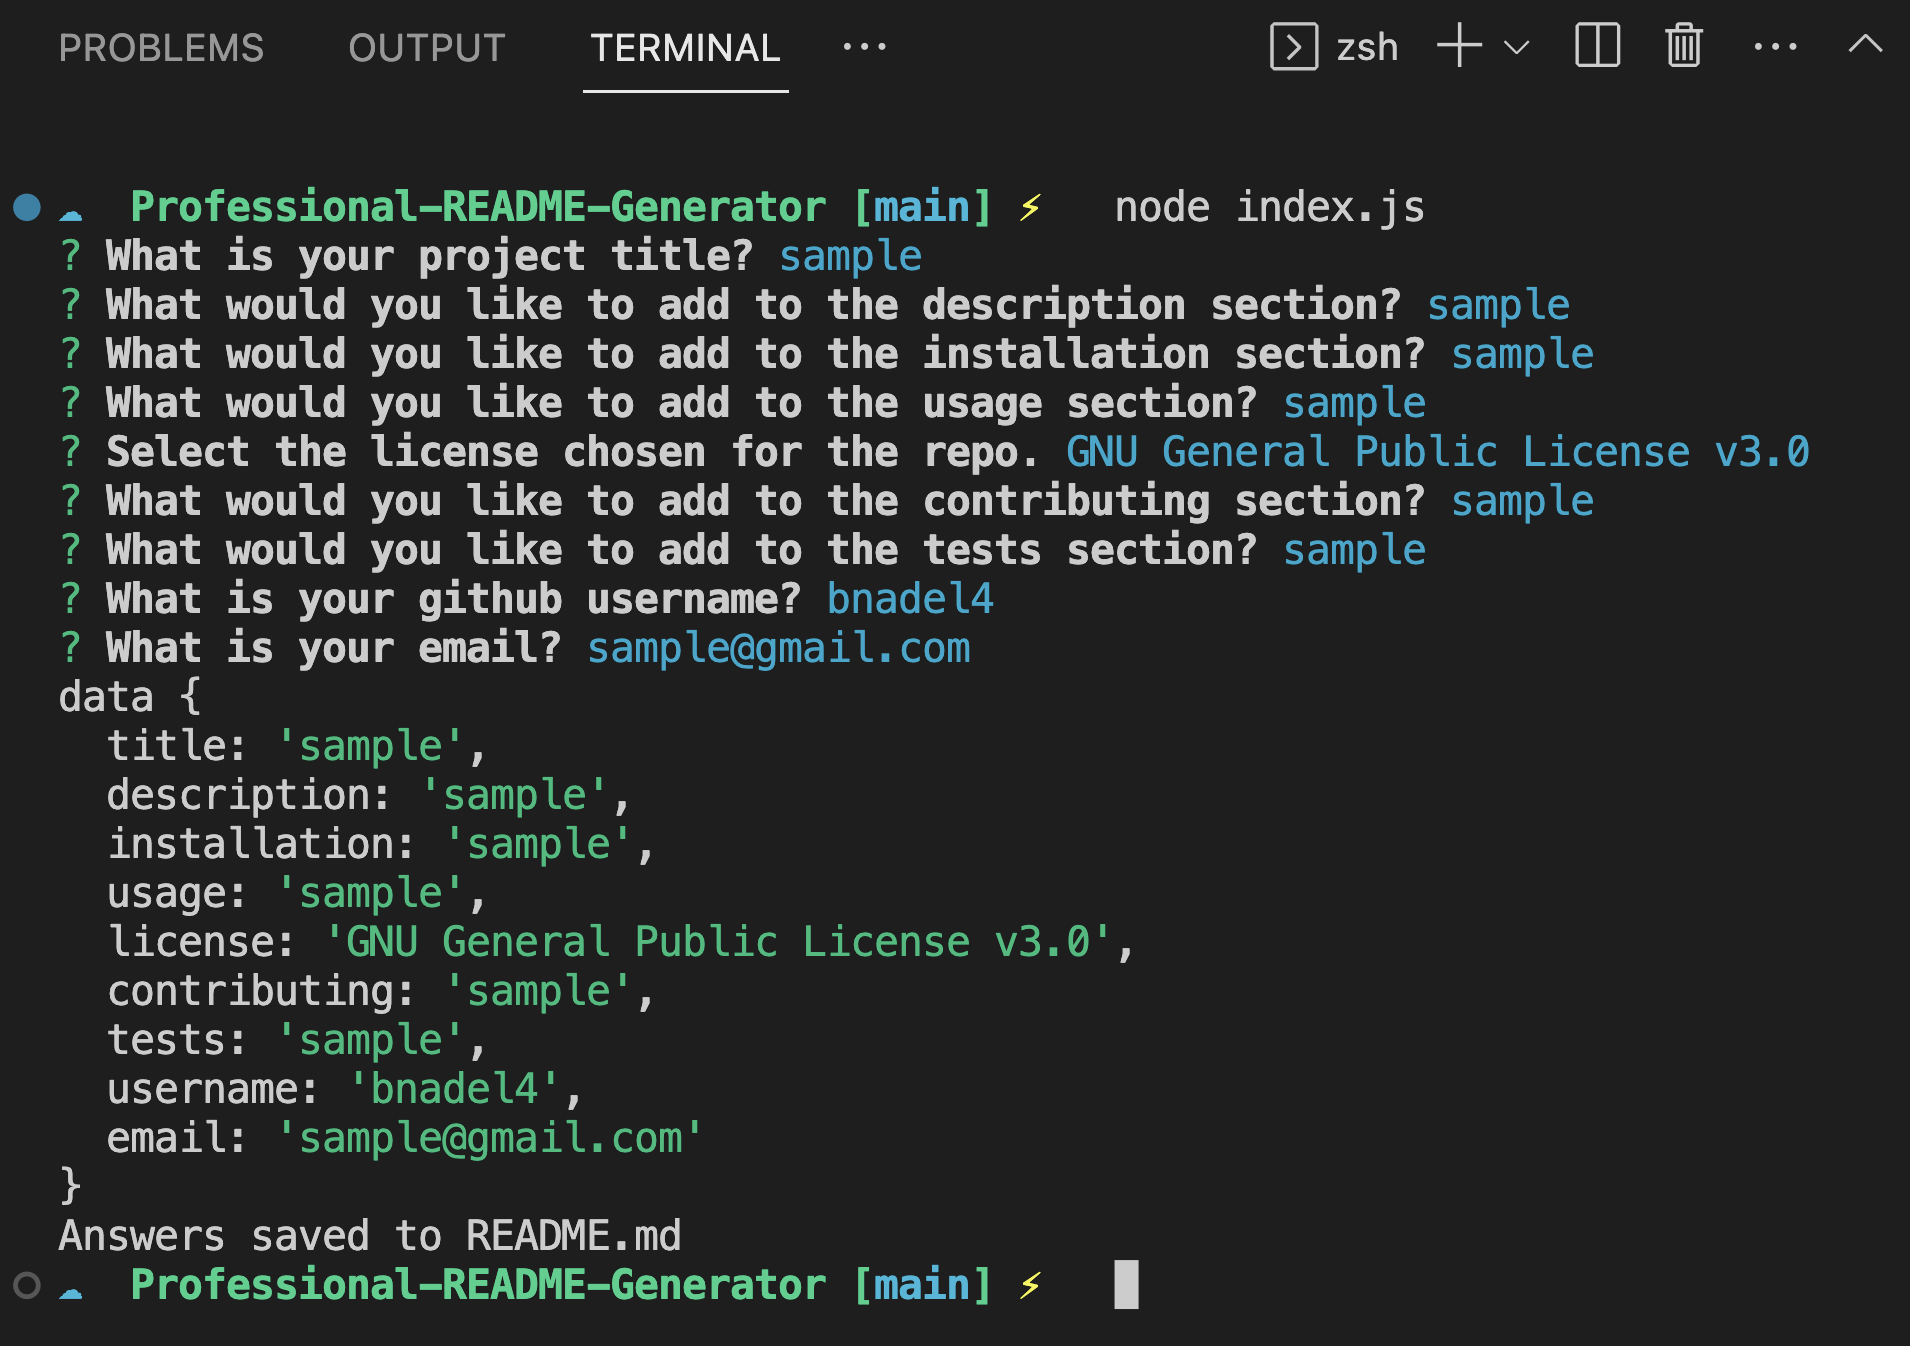 PROBLEMS OUTPUT TERMINAL ··· zsh ···
Professional-README-Generator [main] ⚡ node index.js
? What is your project title? sample
? What would you like to add to the description section? sample
? What would you like to add to the installation section? sample
? What would you like to add to the usage section? sample
? Select the license chosen for the repo. GNU General Public License v3.0
? What would you like to add to the contributing section? sample
? What would you like to add to the tests section? sample
? What is your github username? bnadel4
? What is your email? sample@gmail.com
data {
  title: 'sample',
  description: 'sample',
  installation: 'sample',
  usage: 'sample',
  license: 'GNU General Public License v3.0',
  contributing: 'sample',
  tests: 'sample',
  username: 'bnadel4',
  email: 'sample@gmail.com'
}
Answers saved to README.md
Professional-README-Generator [main] ⚡